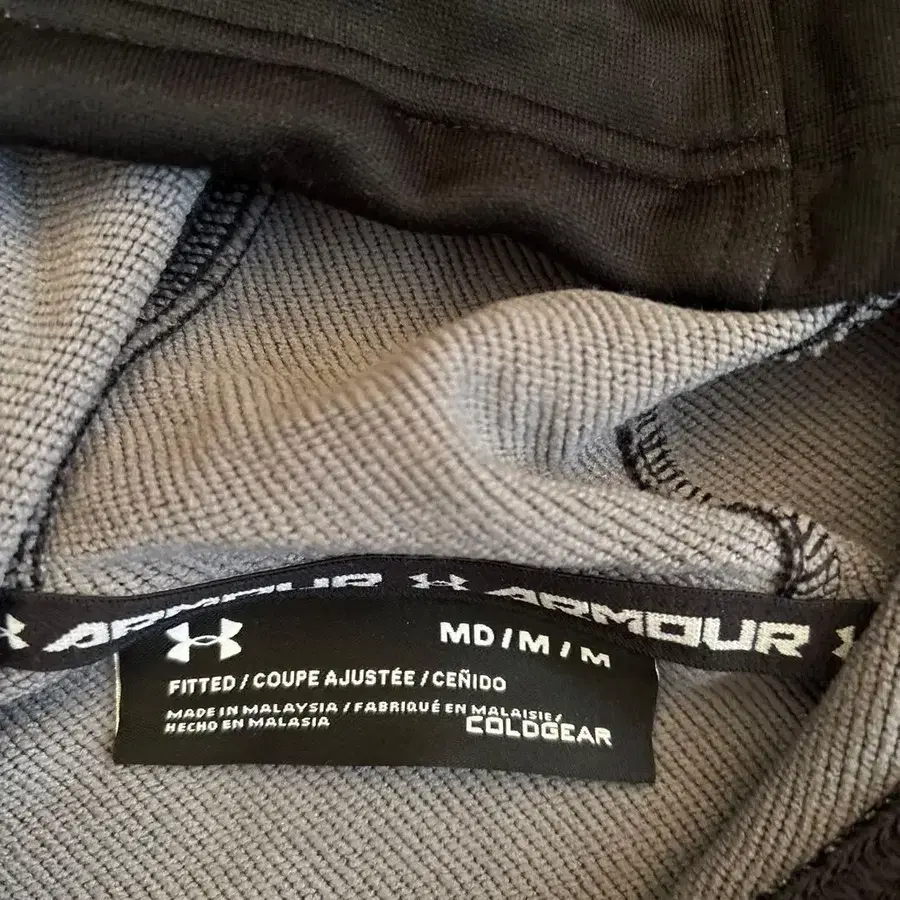 ARMOUR ARMOUR
MD / M / M
FITTED / COUPE AJUSTÉE / CEÑIDO
MADE IN MALAYSIA / FABRIQUÉ EN MALAISIE/
HECHO EN MALASIA
COLDGEAR